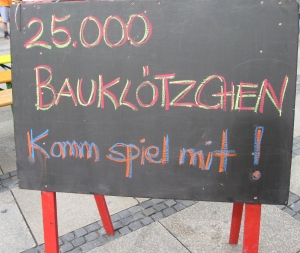 25.000
BAUKLÖTZCHEN
Komm spiel mit!